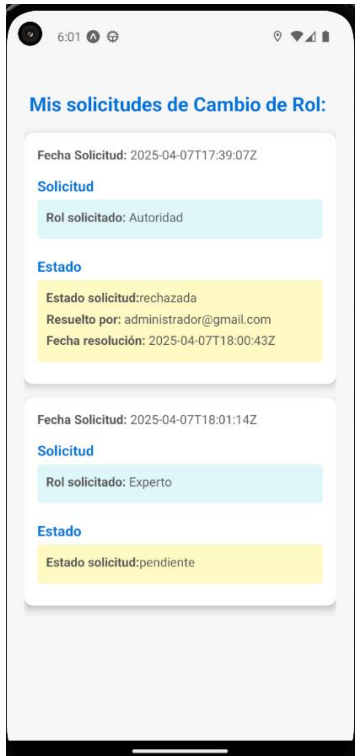 6:01
Mis solicitudes de Cambio de Rol:
Fecha Solicitud: 2025-04-07T17:39:07Z
Solicitud
Rol solicitado: Autoridad
Estado
Estado solicitud:rechazada
Resuelto por: administrador@gmail.com
Fecha resolución: 2025-04-07T18:00:43Z
Fecha Solicitud: 2025-04-07T18:01:14Z
Solicitud
Rol solicitado: Experto
Estado
Estado solicitud:pendiente